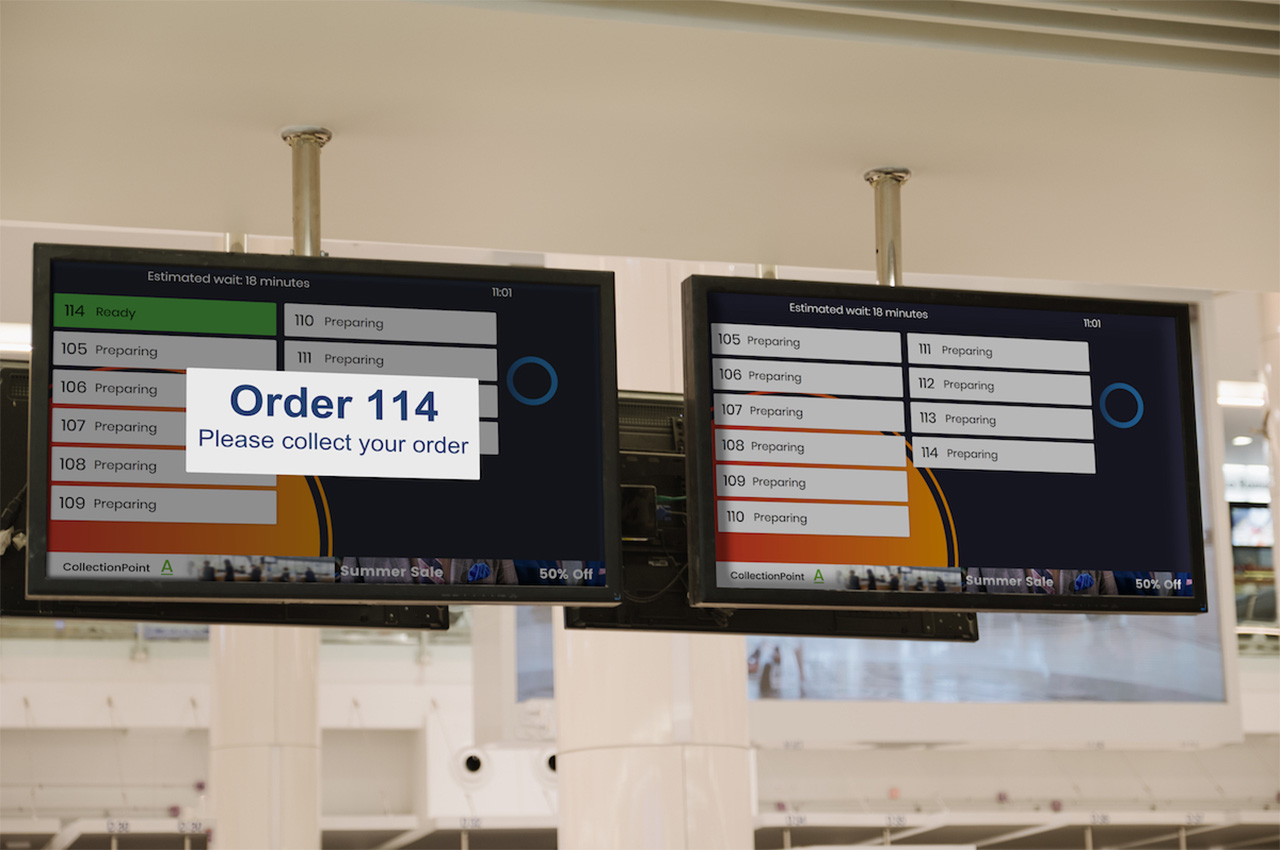 Estimated wait: 18 minutes
11:01
114 Ready
105 Preparing
106 Preparing
107 Preparing
108 Preparing
109 Preparing
110 Preparing
111 Preparing
Order 114
Please collect your order
CollectionPoint A
Summer Sale
50% Off
Estimated wait: 18 minutes
11:01
105 Preparing
106 Preparing
107 Preparing
108 Preparing
109 Preparing
110 Preparing
111 Preparing
112 Preparing
113 Preparing
114 Preparing
CollectionPoint A
Summer Sale
50% Off